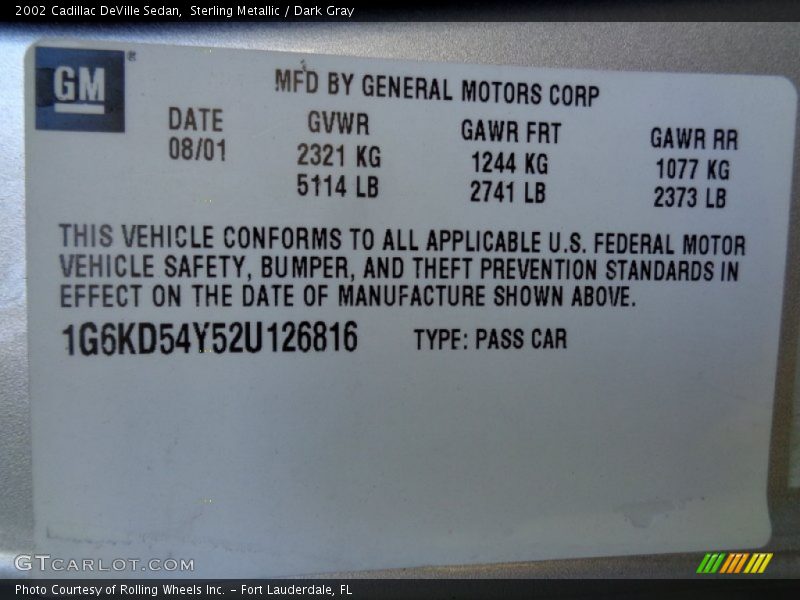 2002 Cadillac DeVille Sedan, Sterling Metallic / Dark Gray
GM®
MFD BY GENERAL MOTORS CORP
DATE GVWR GAWR FRT GAWR RR
08/01 2321 KG 1244 KG 1077 KG
5114 LB 2741 LB 2373 LB
THIS VEHICLE CONFORMS TO ALL APPLICABLE U.S. FEDERAL MOTOR
VEHICLE SAFETY, BUMPER, AND THEFT PREVENTION STANDARDS IN
EFFECT ON THE DATE OF MANUFACTURE SHOWN ABOVE.
1G6KD54Y52U126816 TYPE: PASS CAR
GTCARLOT.COM
Photo Courtesy of Rolling Wheels Inc. – Fort Lauderdale, FL